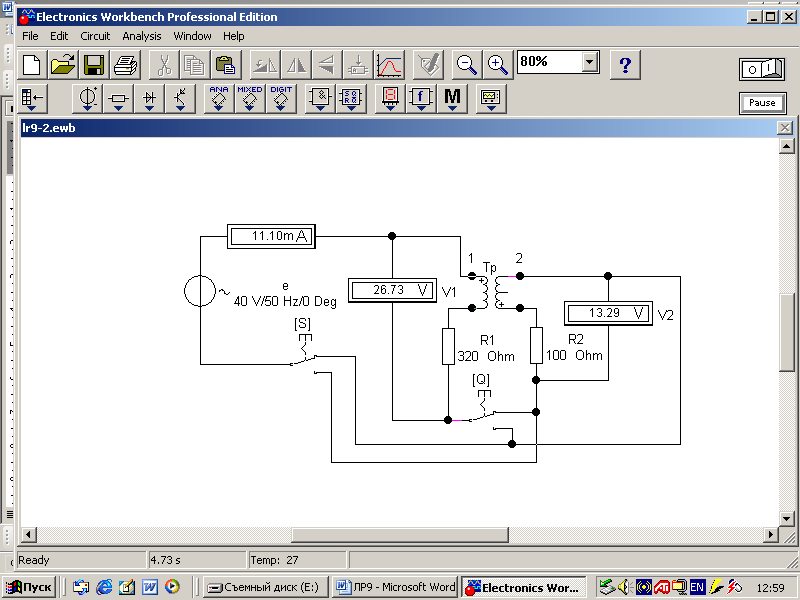 Electronics Workbench Professional Edition
File Edit Circuit Analysis Window Help
80%
?
O I
ANA MIXED DIGIT
f M
Pause
lr9-2.ewb
11.10m A
1 Тр 2
e
40 V/50 Hz/0 Deg
26.73 V V1
13.29 V V2
[S]
R1
320 Ohm
R2
100 Ohm
[Q]
Ready 4.73 s Temp: 27
Пуск Съемный диск (E:) ЛР9 - Microsoft Word Electronics Wor... EN 12:59